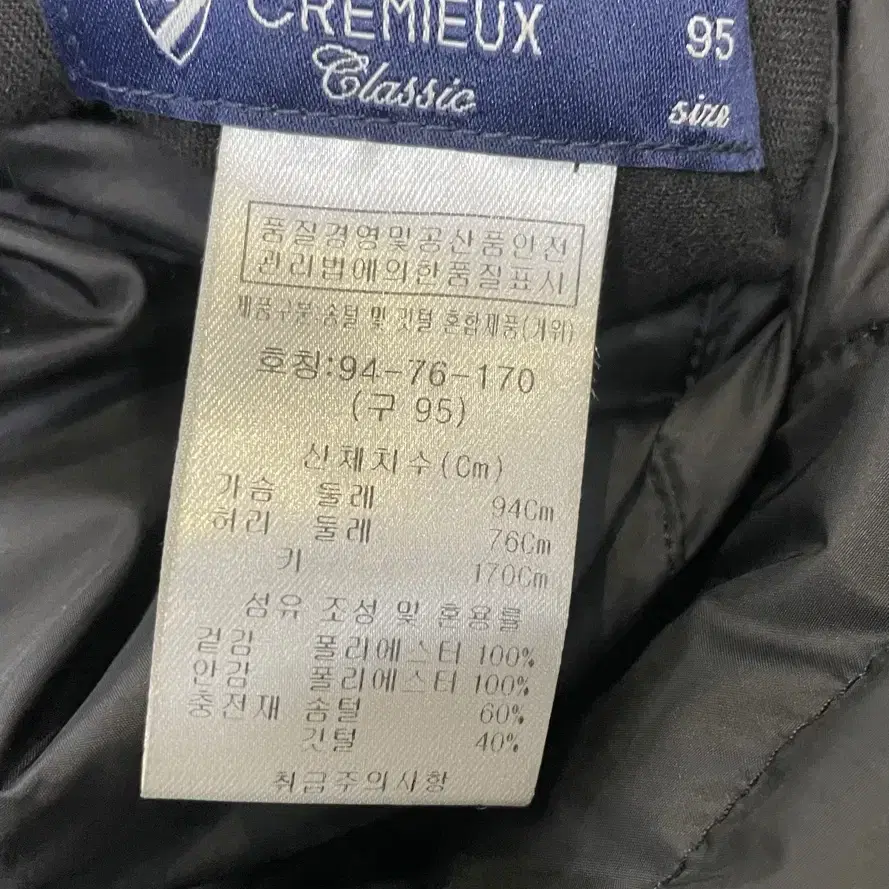 CREMIEUX
Classic
95
size
품질경영및공산품안전
관리법에의한품질표시
제품구분:솜털 및 깃털 혼합제품(거위)
호칭:94-76-170
(구 95)
신체치수(Cm)
가슴 둘레 94Cm
허리 둘레 76Cm
키 170Cm
섬유 조성 및 혼용률
겉감 폴리에스터 100%
안감 폴리에스터 100%
충전재 솜털 60%
깃털 40%
취급주의사항